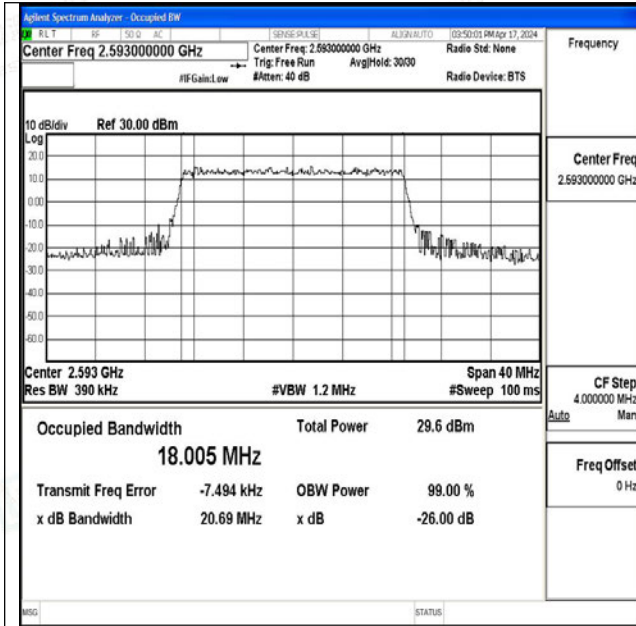 Agilent Spectrum Analyzer - Occupied BW
RL T RF 50 Ω AC SENSE:PULSE ALIGNAUTO 03:50:01 PM Apr 17, 2024
Center Freq 2.593000000 GHz Center Freq: 2.593000000 GHz Radio Std: None Frequency
Trig: Free Run Avg|Hold: 30/30
#IFGain:Low #Atten: 40 dB Radio Device: BTS
10 dB/div Ref 30.00 dBm
Log
20.0
10.0
0.00
-10.0
-20.0
-30.0
-40.0
-50.0
-60.0
Center Freq
2.593000000 GHz
Center 2.593 GHz Span 40 MHz
Res BW 390 kHz #VBW 1.2 MHz #Sweep 100 ms
CF Step
4.000000 MHz
Auto Man
Occupied Bandwidth Total Power 29.6 dBm
18.005 MHz
Transmit Freq Error -7.494 kHz OBW Power 99.00 %
x dB Bandwidth 20.69 MHz x dB -26.00 dB
Freq Offset
0 Hz
MSG STATUS